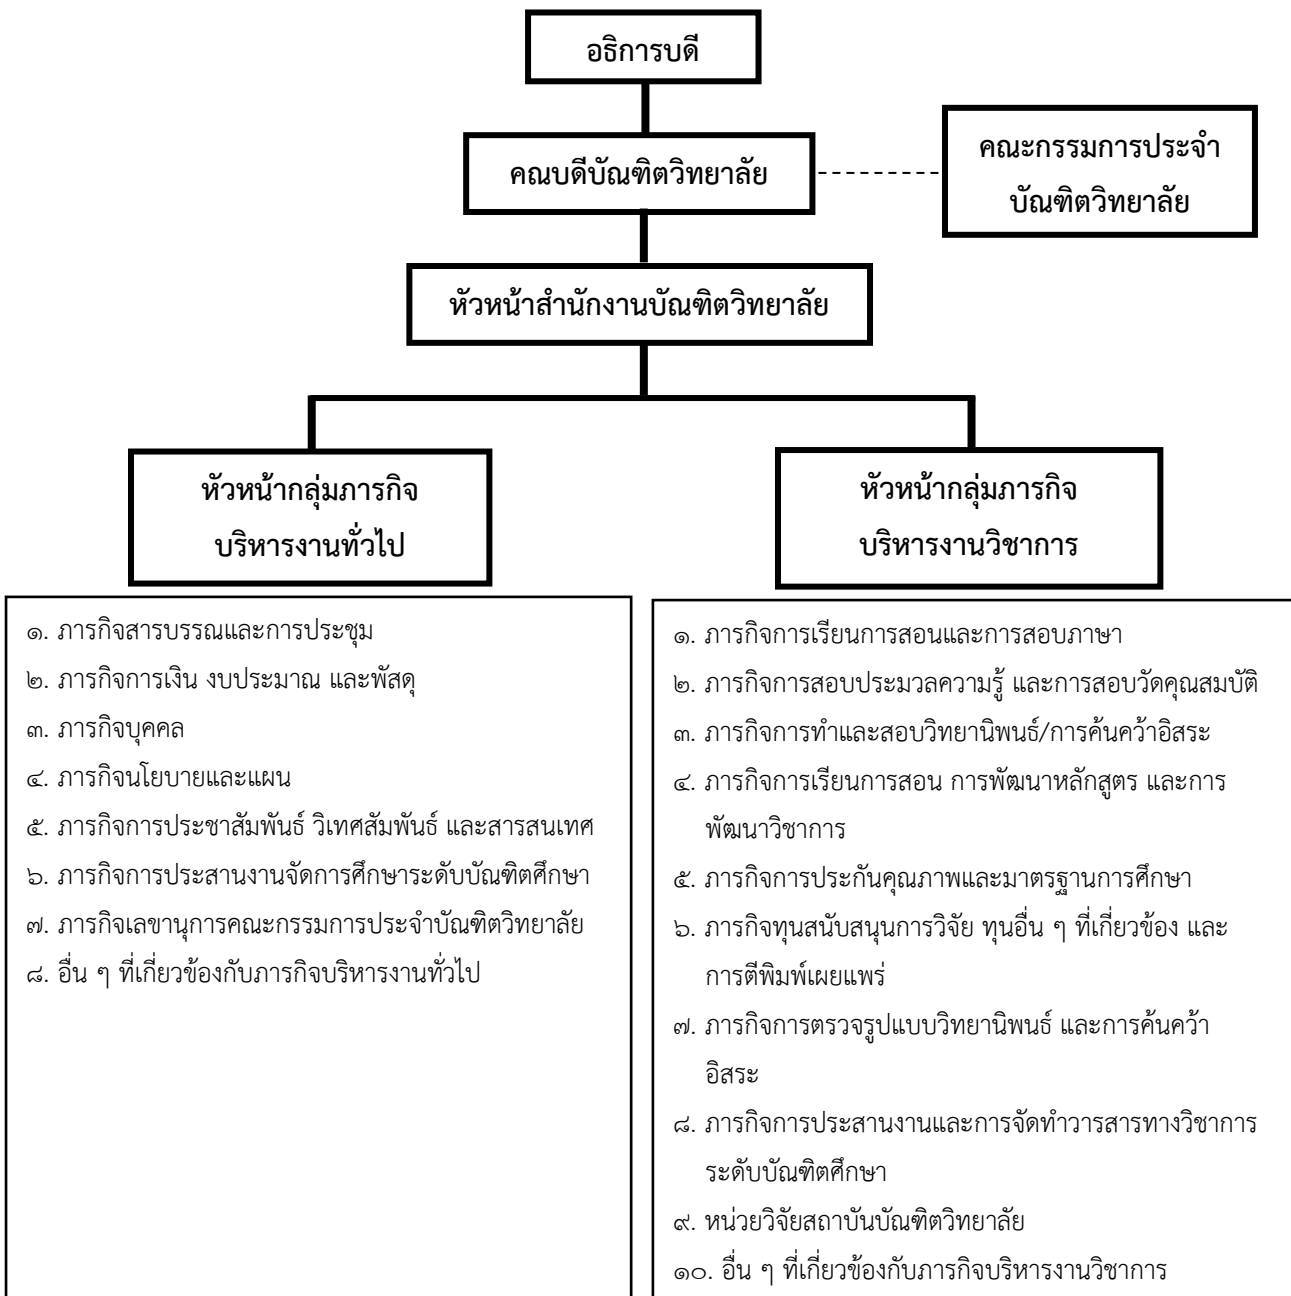 อธิการบดี
คณบดีบัณฑิตวิทยาลัย
คณะกรรมการประจำ
บัณฑิตวิทยาลัย
หัวหน้าสำนักงานบัณฑิตวิทยาลัย
หัวหน้ากลุ่มภารกิจ
บริหารงานทั่วไป
หัวหน้ากลุ่มภารกิจ
บริหารงานวิชาการ
๑. ภารกิจสารบรรณและการประชุม
๒. ภารกิจการเงิน งบประมาณ และพัสดุ
๓. ภารกิจบุคคล
๔. ภารกิจนโยบายและแผน
๕. ภารกิจการประชาสัมพันธ์ วิเทศสัมพันธ์ และสารสนเทศ
๖. ภารกิจการประสานงานจัดการศึกษาระดับบัณฑิตศึกษา
๗. ภารกิจเลขานุการคณะกรรมการประจำบัณฑิตวิทยาลัย
๘. อื่น ๆ ที่เกี่ยวข้องกับภารกิจบริหารงานทั่วไป
๑. ภารกิจการเรียนการสอนและการสอบภาษา
๒. ภารกิจการสอบประมวลความรู้ และการสอบวัดคุณสมบัติ
๓. ภารกิจการทำและสอบวิทยานิพนธ์/การค้นคว้าอิสระ
๔. ภารกิจการเรียนการสอน การพัฒนาหลักสูตร และการ
พัฒนาวิชาการ
๕. ภารกิจการประกันคุณภาพและมาตรฐานการศึกษา
๖. ภารกิจทุนสนับสนุนการวิจัย ทุนอื่น ๆ ที่เกี่ยวข้อง และ
การตีพิมพ์เผยแพร่
๗. ภารกิจการตรวจรูปแบบวิทยานิพนธ์ และการค้นคว้า
อิสระ
๘. ภารกิจการประสานงานและการจัดทำวารสารทางวิชาการ
ระดับบัณฑิตศึกษา
๙. หน่วยวิจัยสถาบันบัณฑิตวิทยาลัย
๑๐. อื่น ๆ ที่เกี่ยวข้องกับภารกิจบริหารงานวิชาการ